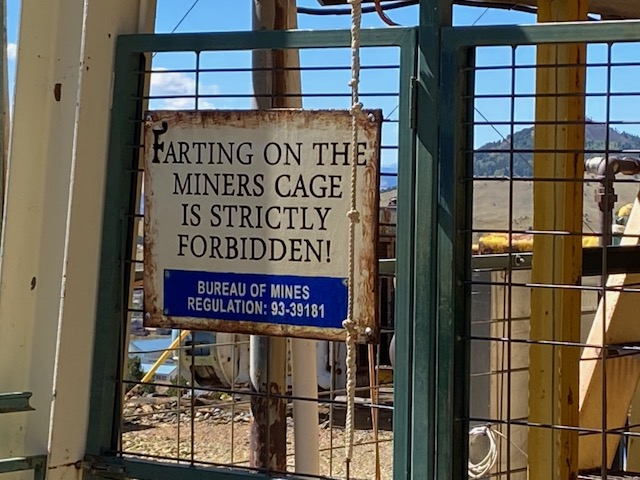 FARTING ON THE
MINERS CAGE
IS STRICTLY
FORBIDDEN!
BUREAU OF MINES
REGULATION: 93-39181